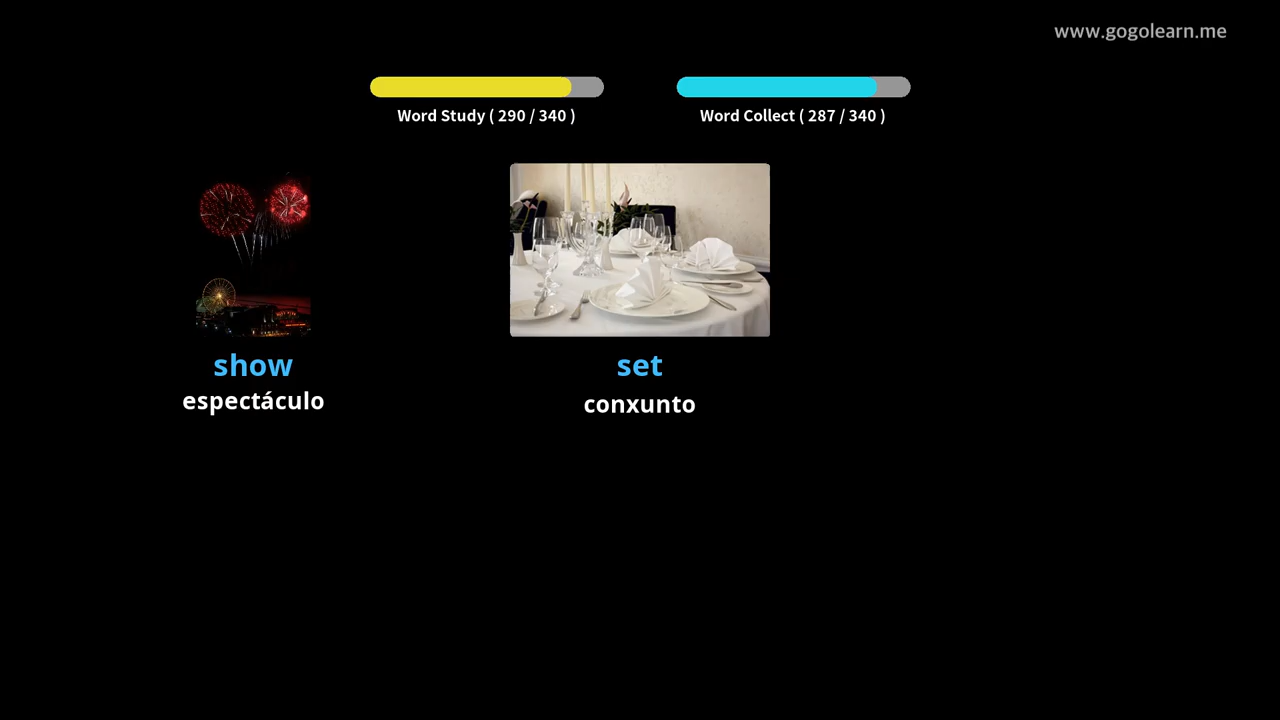 www.gogolearn.me
Word Study ( 290 / 340 )
Word Collect ( 287 / 340 )
show
espectáculo
set
conxunto